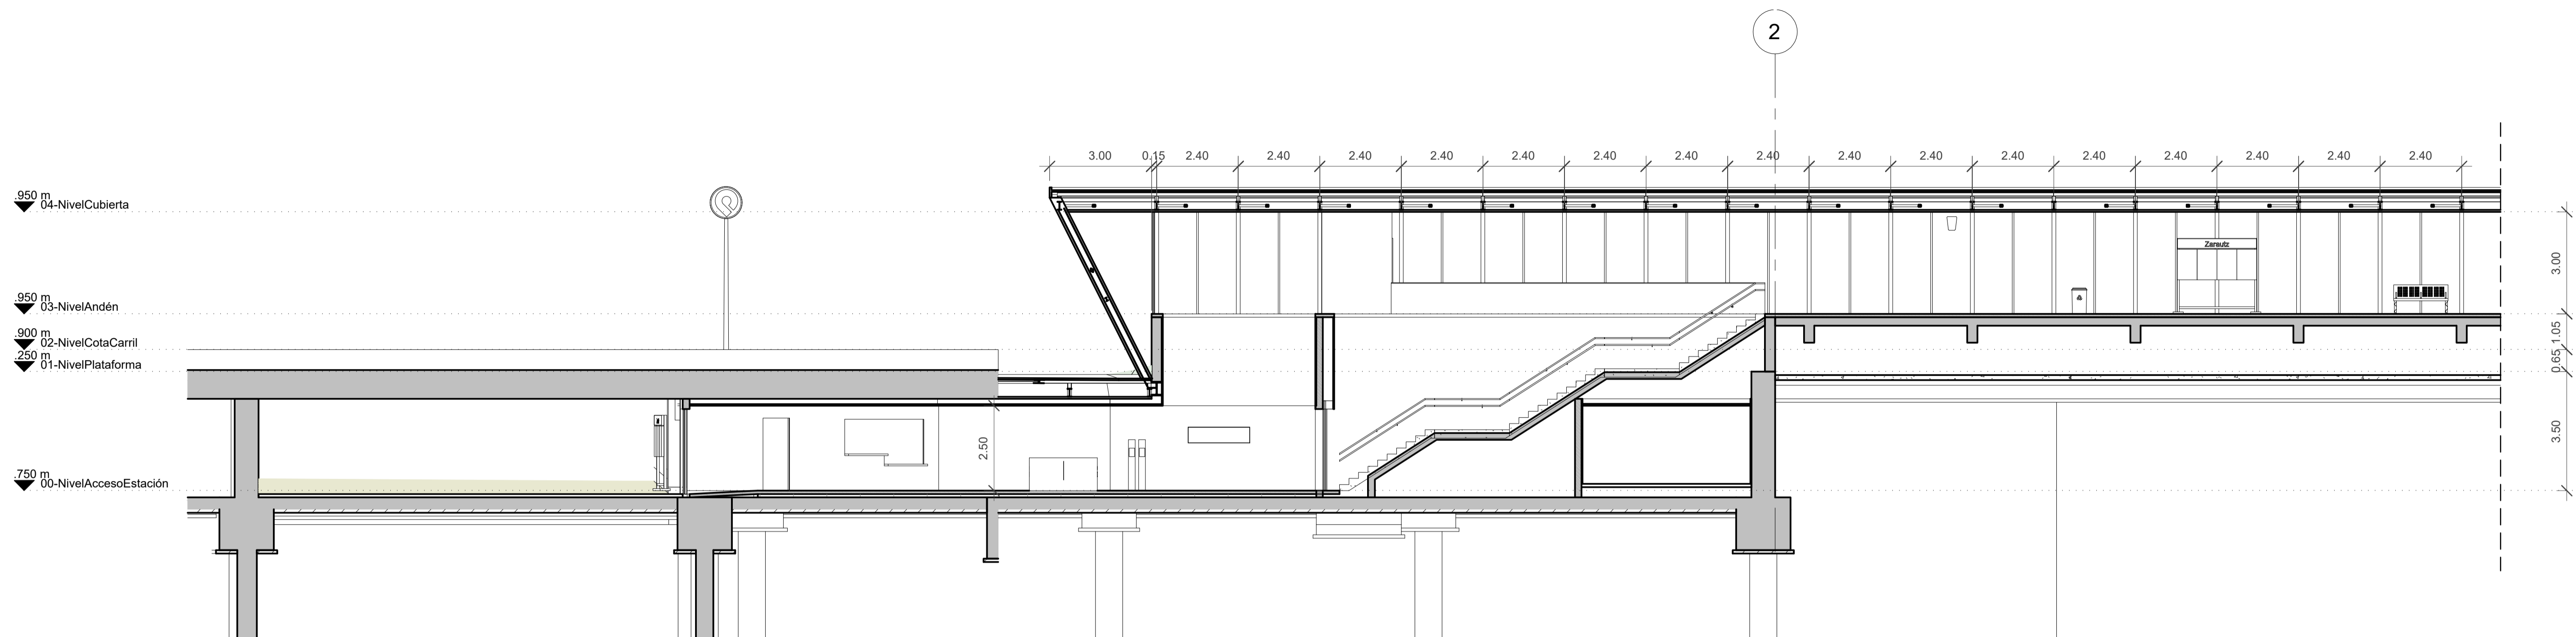 2
3.00 0.15 2.40 2.40 2.40 2.40 2.40 2.40 2.40 2.40 2.40 2.40 2.40 2.40 2.40 2.40 2.40 2.40
.950 m
04-NivelCubierta
Zarautz
3.00
.950 m
03-NivelAndén
1.05
.900 m
02-NivelCotaCarril
.250 m
01-NivelPlataforma
0.65
2.50
3.50
.750 m
00-NivelAccesoEstación